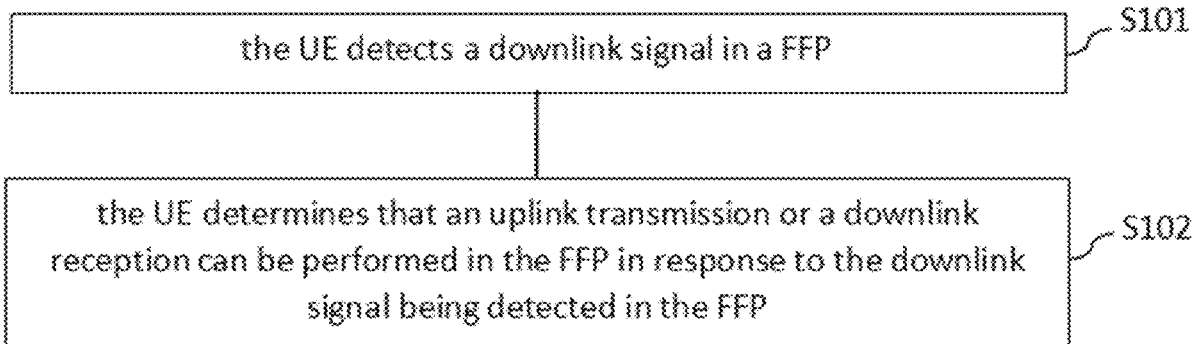 the UE detects a downlink signal in a FFP
S101
the UE determines that an uplink transmission or a downlink
reception can be performed in the FFP in response to the downlink
signal being detected in the FFP
S102